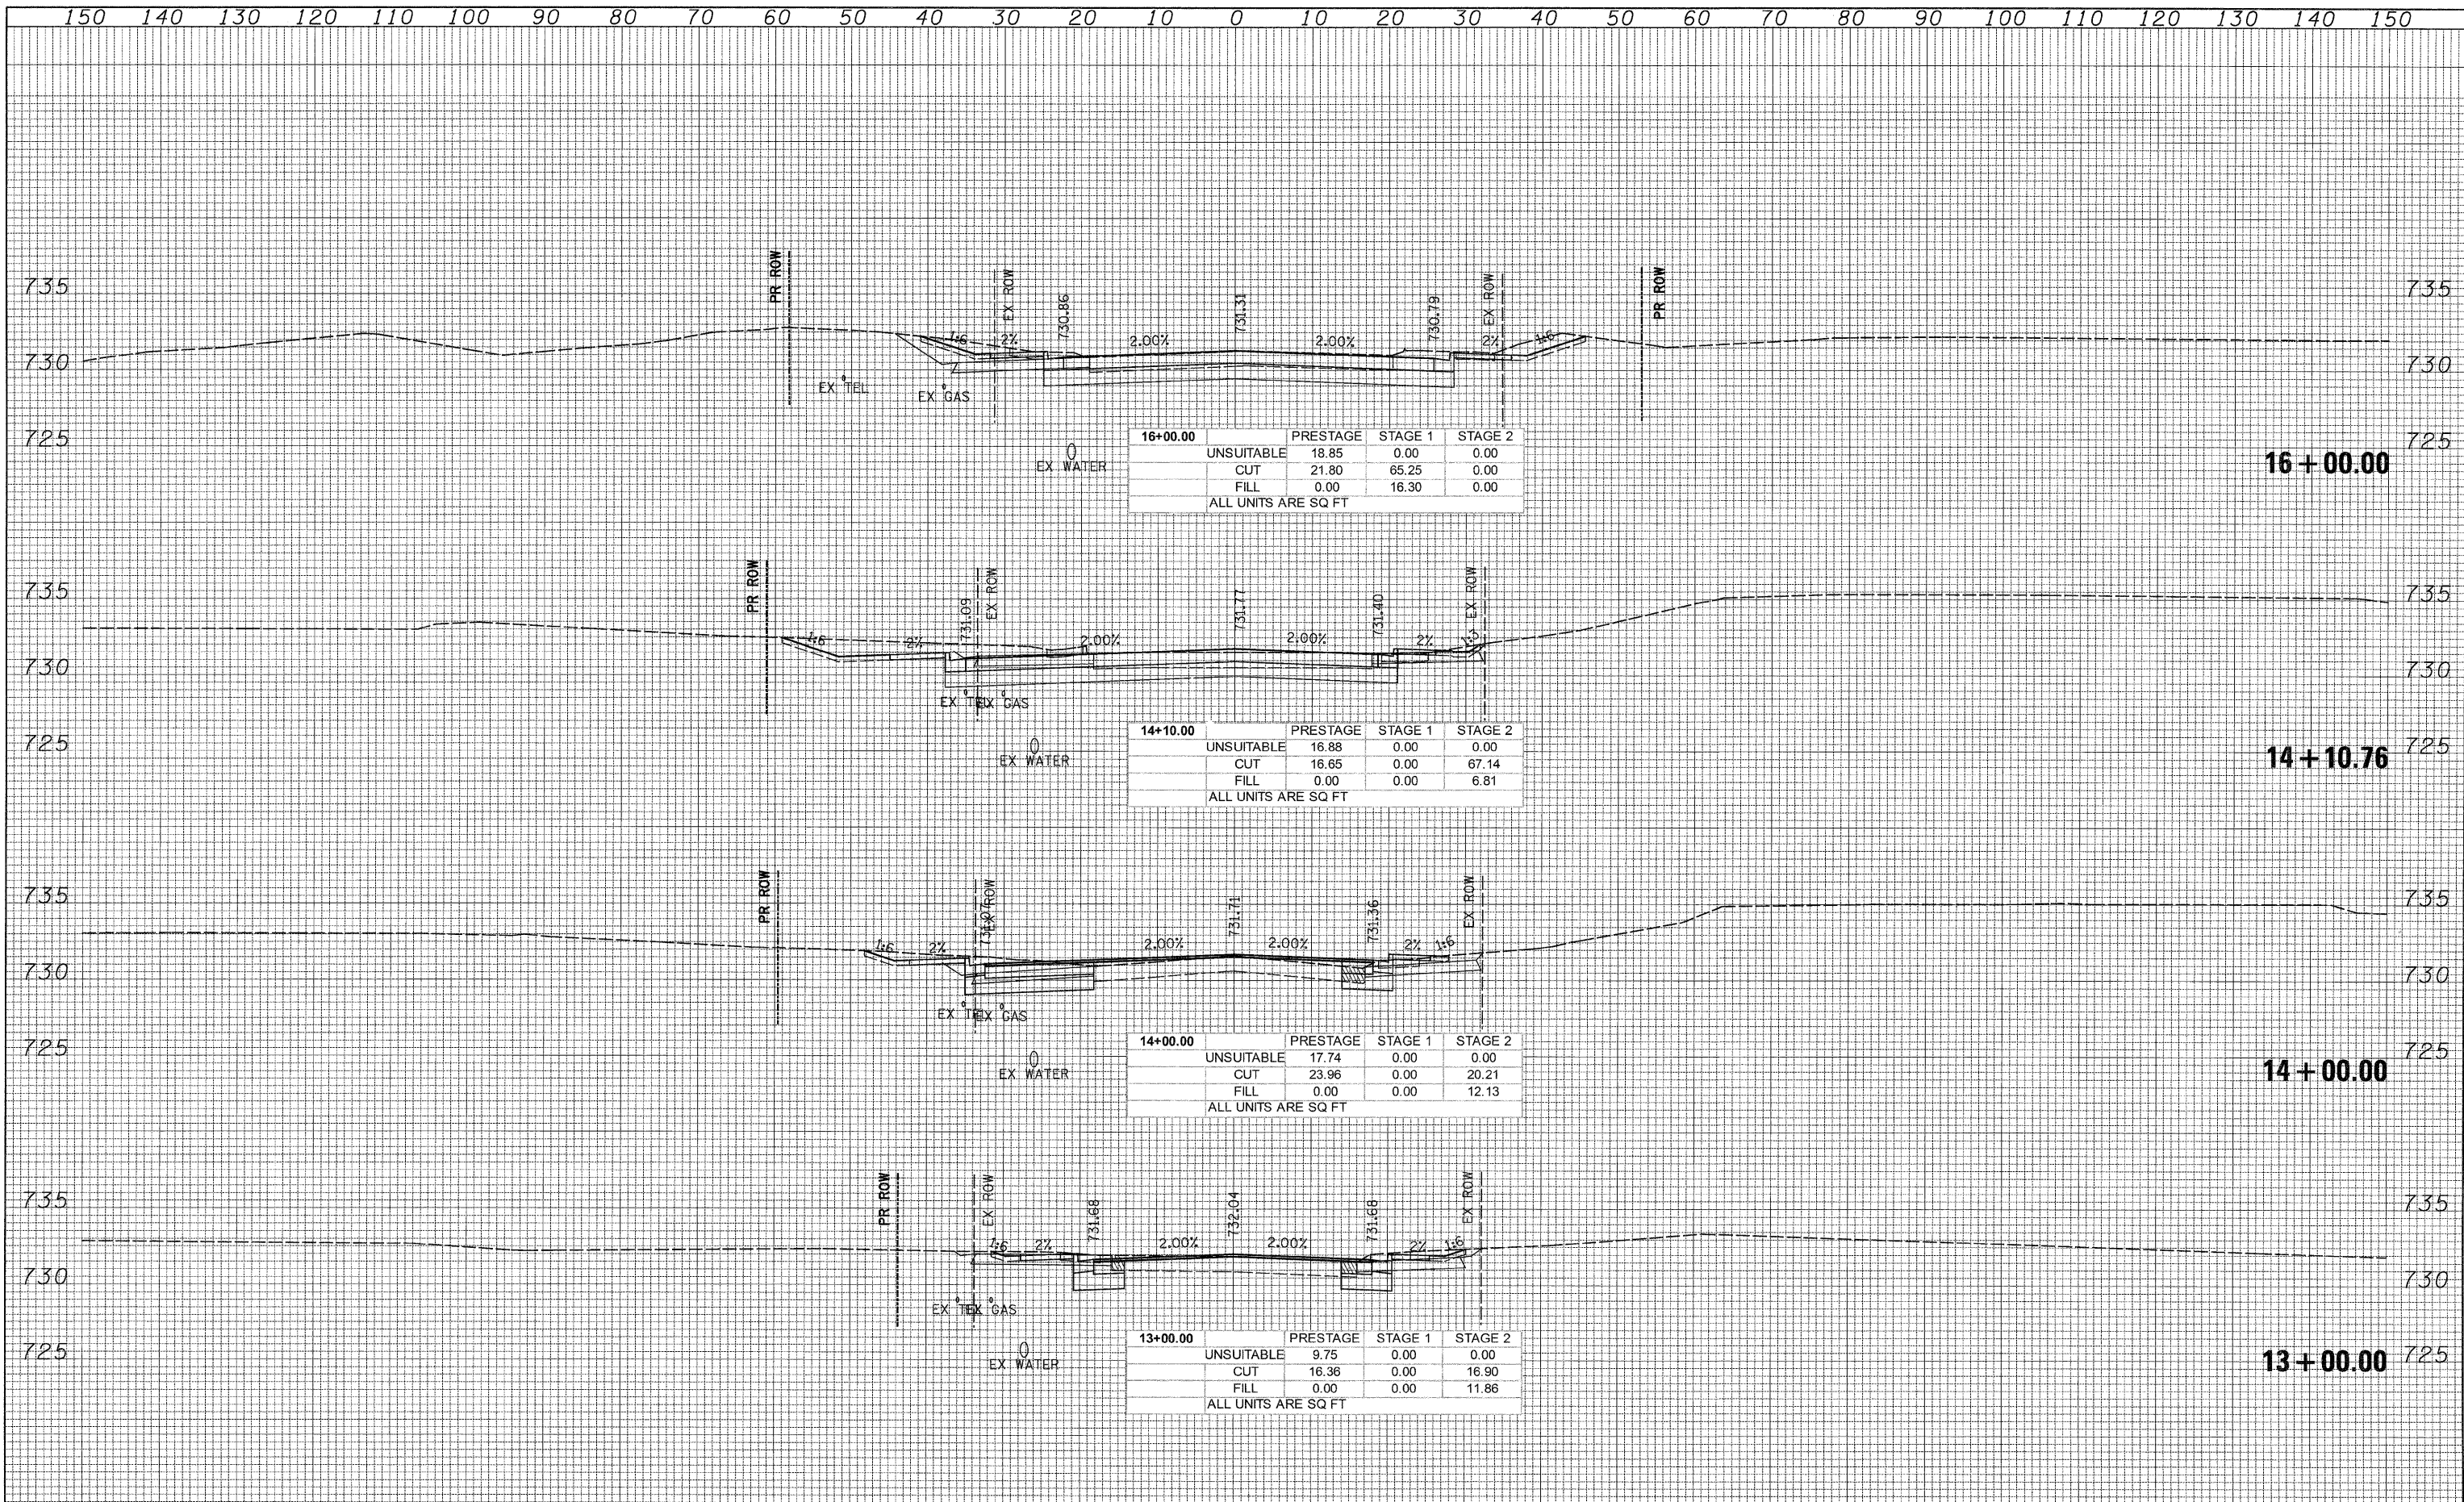 150 140 130 120 110 100 90 80 70 60 50 40 30 20 10 0 10 20 30 40 50 60 70 80 90 100 110 120 130 140 150
PR ROW
EX ROW
730.86
731.31
730.79
EX ROW
PR ROW
735 735
1:6 2% 2.00% 2.00% 2% 1:6
730 730
EX TEL
EX GAS
725 725
EX WATER
16+00.00 PRESTAGE STAGE 1 STAGE 2
UNSUITABLE 18.85 0.00 0.00
CUT 21.80 65.25 0.00
FILL 0.00 16.30 0.00
ALL UNITS ARE SQ FT
16+00.00
PR ROW
731.09
EX ROW
731.77
731.40
EX ROW
735 735
1:6 2% 2.00% 2.00% 2% 1:3
730 730
EX TEL
EX GAS
725 725
EX WATER
14+10.00 PRESTAGE STAGE 1 STAGE 2
UNSUITABLE 16.88 0.00 0.00
CUT 16.65 0.00 67.14
FILL 0.00 0.00 6.81
ALL UNITS ARE SQ FT
14+10.76
PR ROW
731.07
EX ROW
731.71
731.36
EX ROW
735 735
1:6 2% 2.00% 2.00% 2% 1:6
730 730
EX TEL
EX GAS
725 725
EX WATER
14+00.00 PRESTAGE STAGE 1 STAGE 2
UNSUITABLE 17.74 0.00 0.00
CUT 23.96 0.00 20.21
FILL 0.00 0.00 12.13
ALL UNITS ARE SQ FT
14+00.00
PR ROW
EX ROW
731.68
732.04
731.68
EX ROW
735 735
1:6 2% 2.00% 2.00% 2% 1:6
730 730
EX TEL
EX GAS
725 725
EX WATER
13+00.00 PRESTAGE STAGE 1 STAGE 2
UNSUITABLE 9.75 0.00 0.00
CUT 16.36 0.00 16.90
FILL 0.00 0.00 11.86
ALL UNITS ARE SQ FT
13+00.00